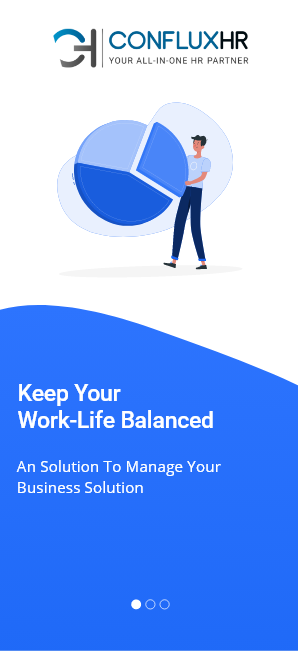 CONFLUXHR
YOUR ALL-IN-ONE HR PARTNER
Keep Your
Work-Life Balanced
An Solution To Manage Your
Business Solution